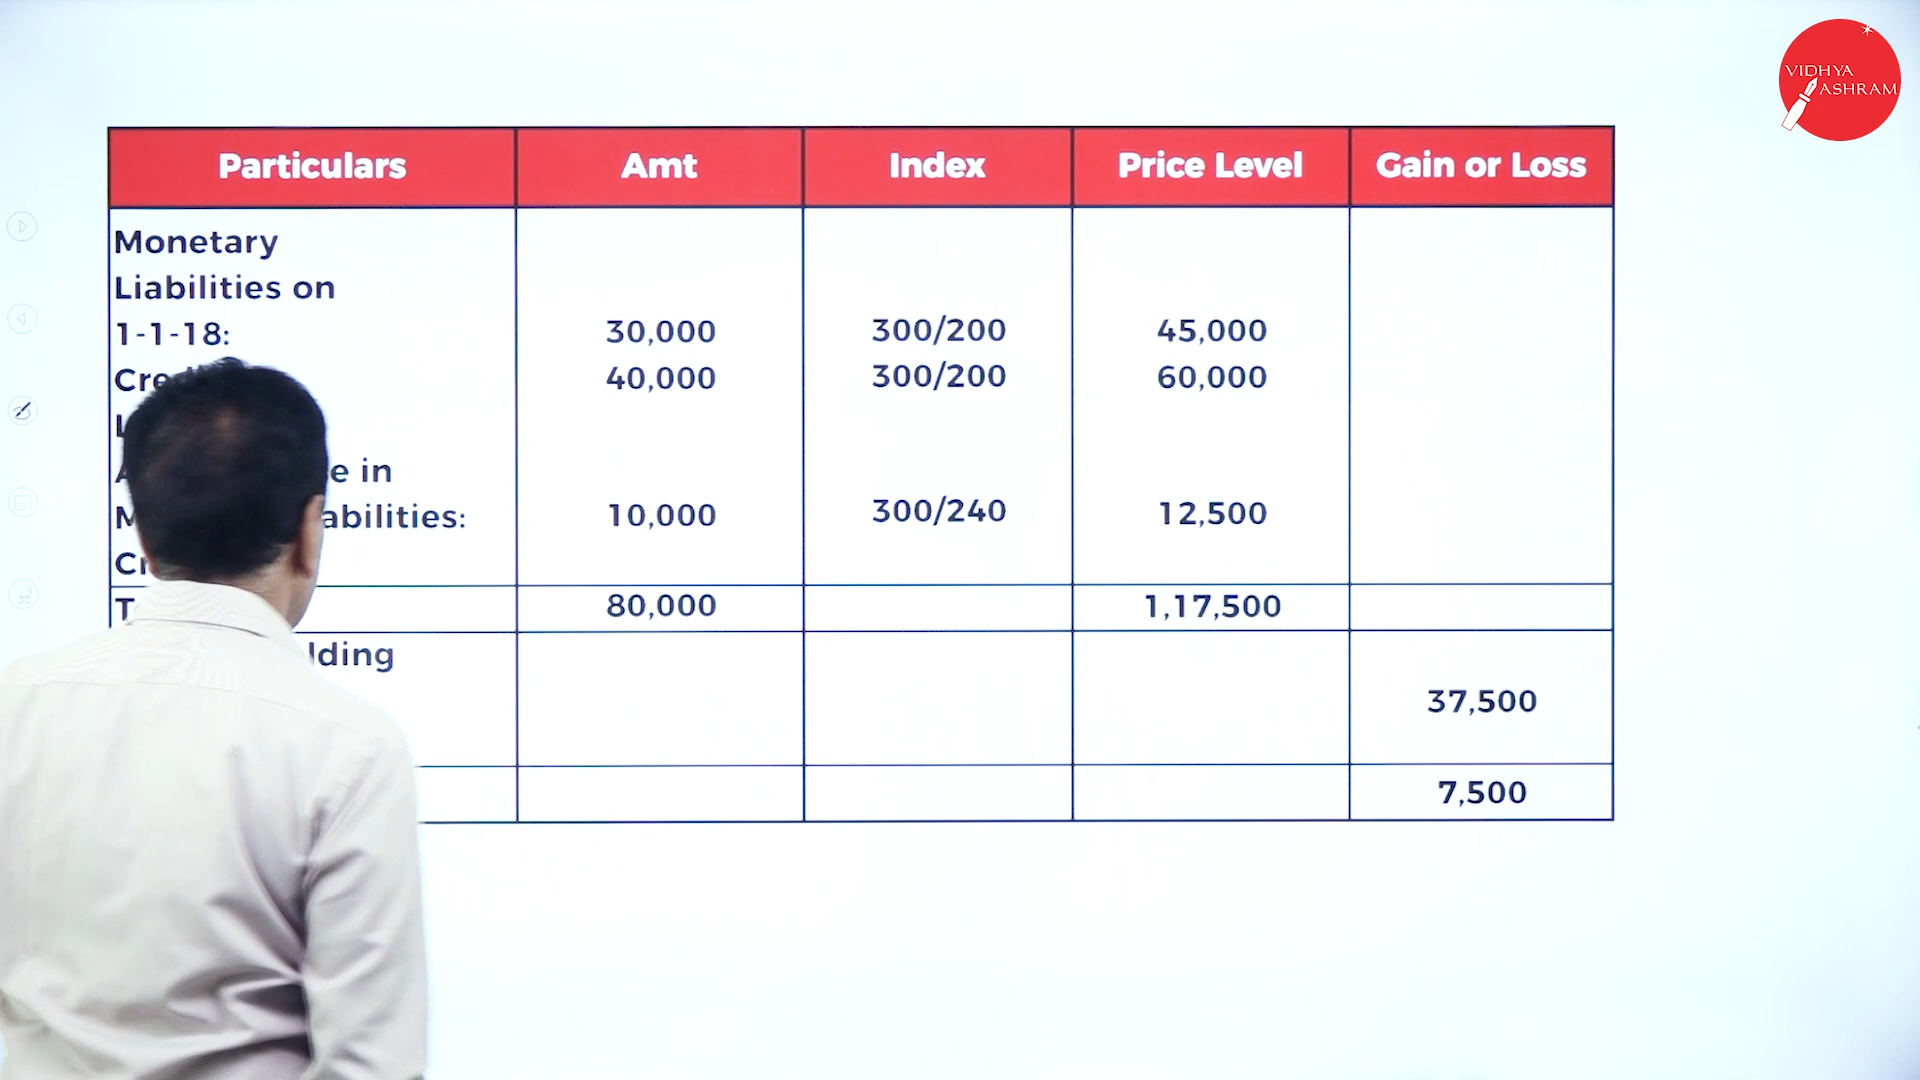 VIDHYA
ASHRAM
Particulars Amt Index Price Level Gain or Loss
Monetary
Liabilities on
1-1-18: 30,000 300/200 45,000
40,000 300/200 60,000
in
10,000 300/240 12,500
80,000 1,17,500
37,500
7,500